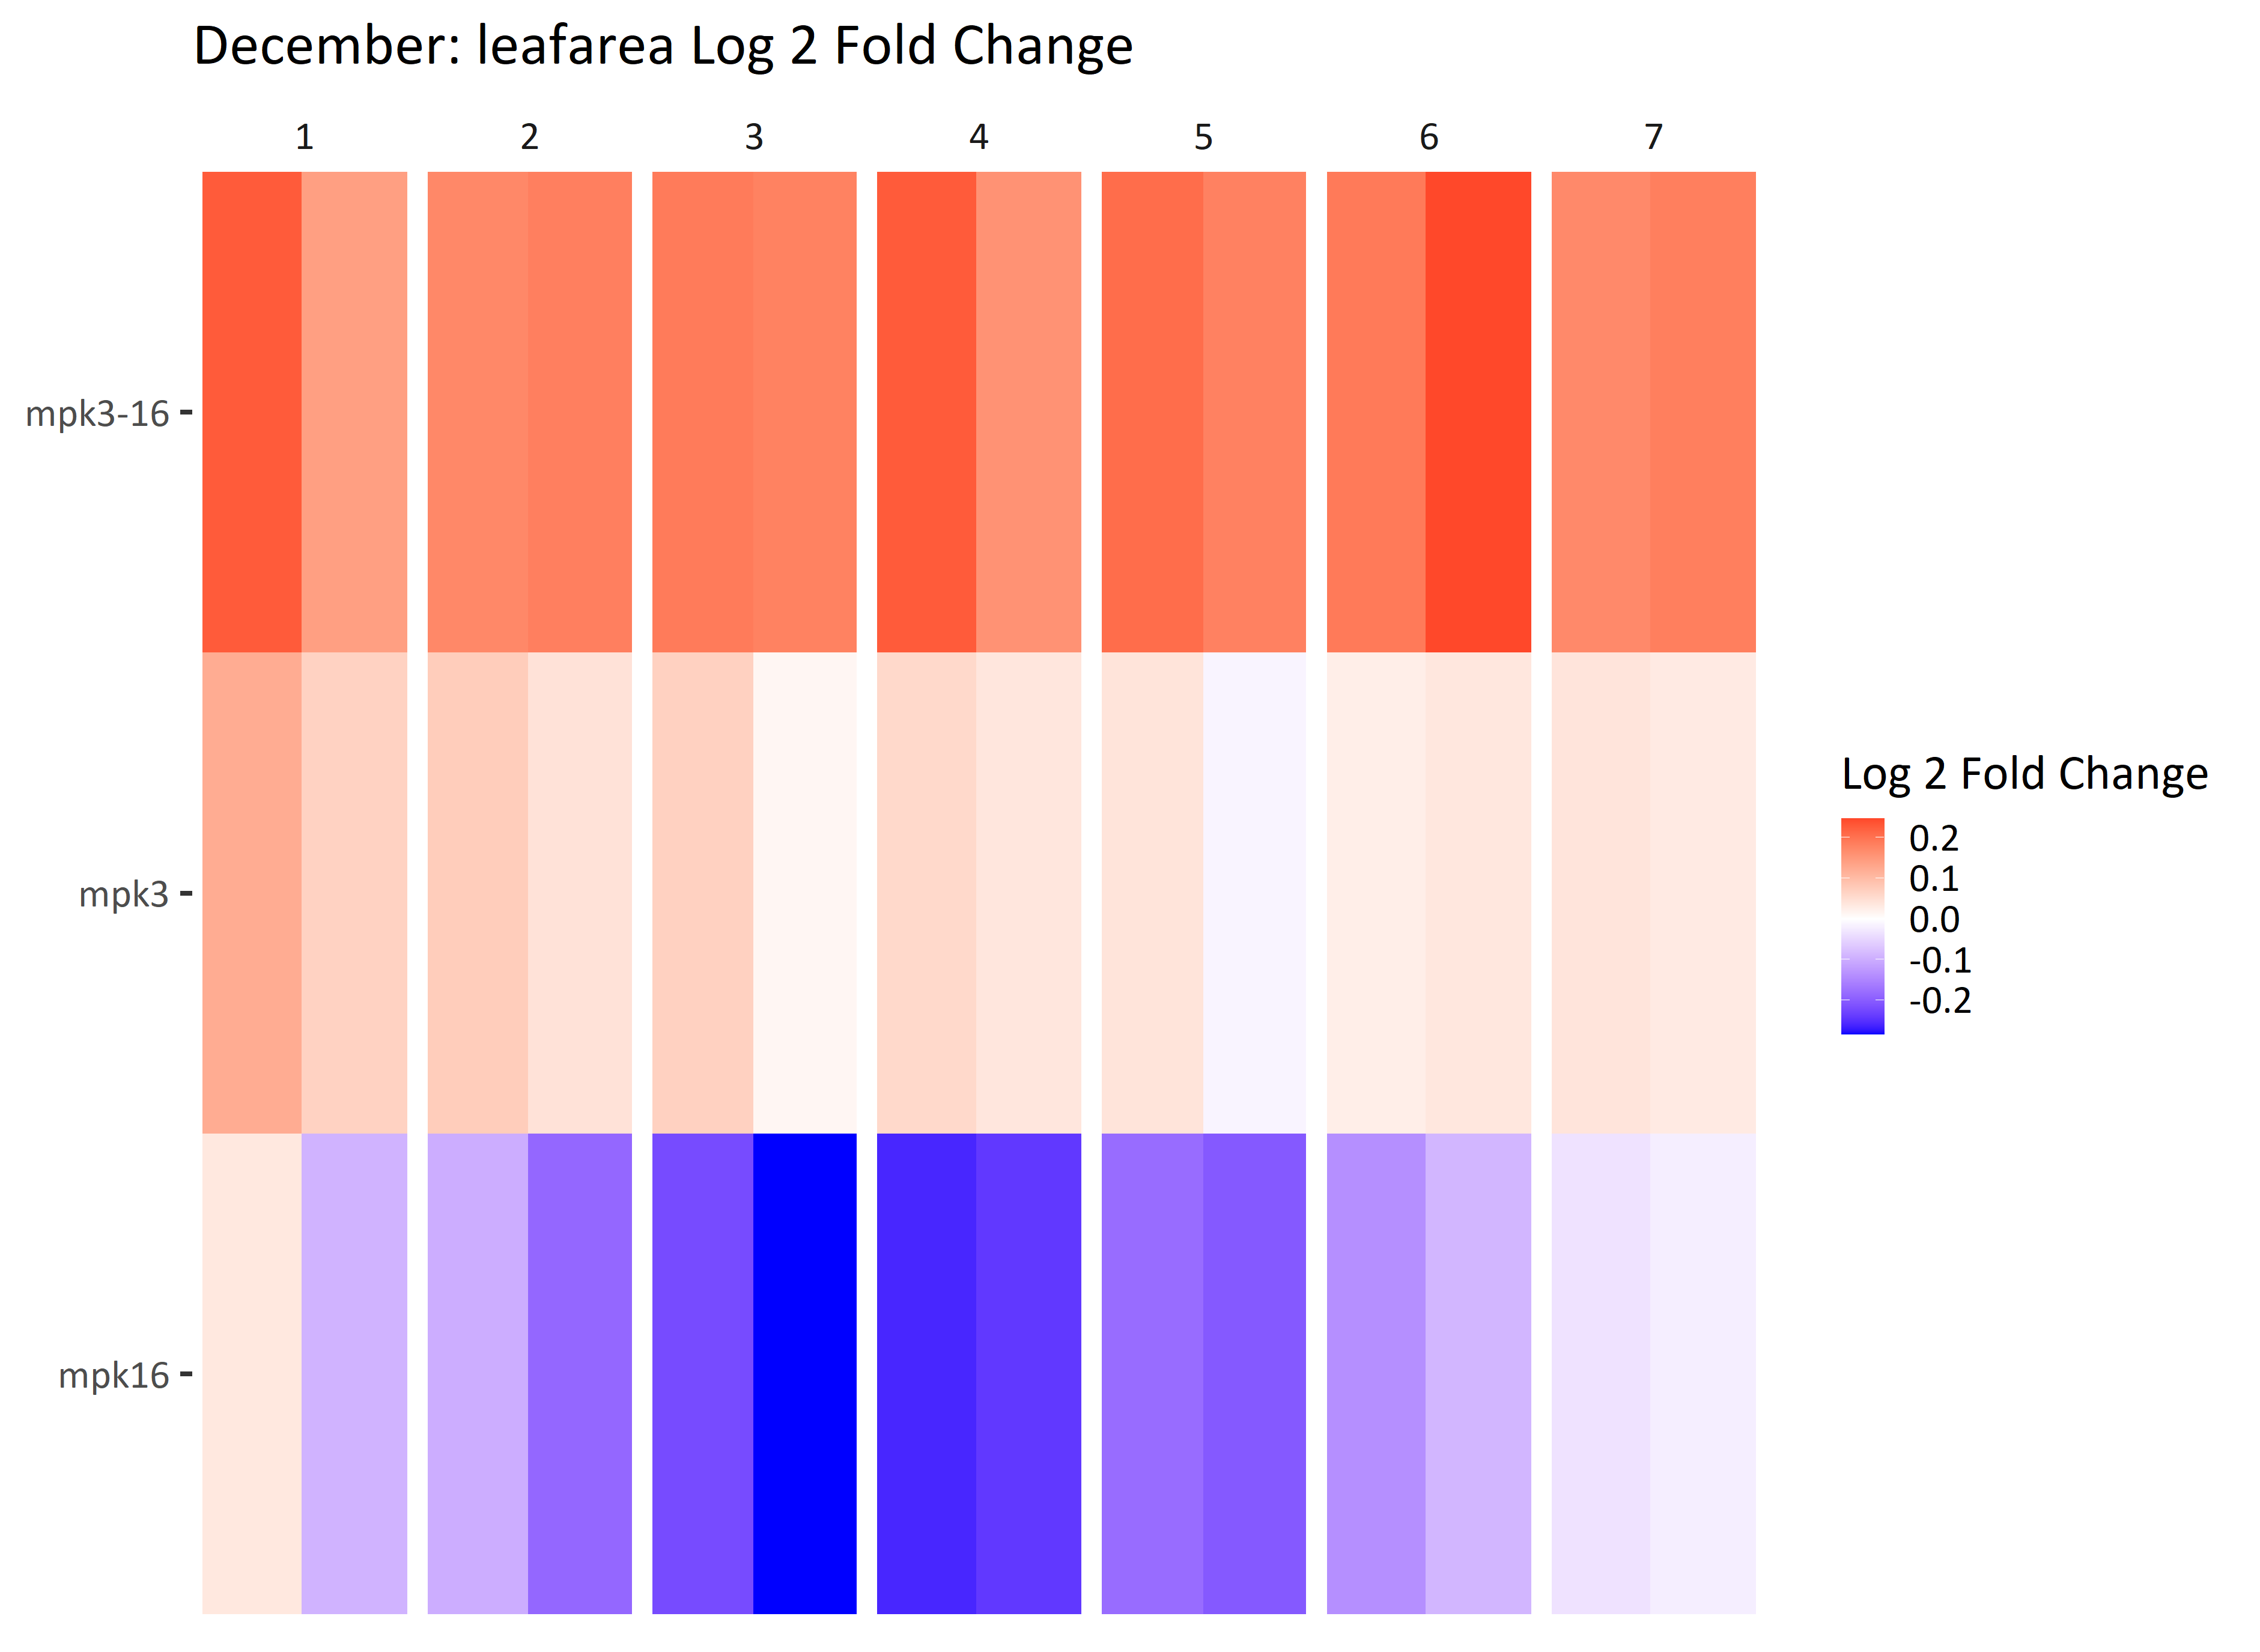 December: leafarea Log 2 Fold Change
1 2 3 4 5 6 7
mpk3-16
mpk3
mpk16
Log 2 Fold Change
0.2
0.1
0.0
-0.1
-0.2